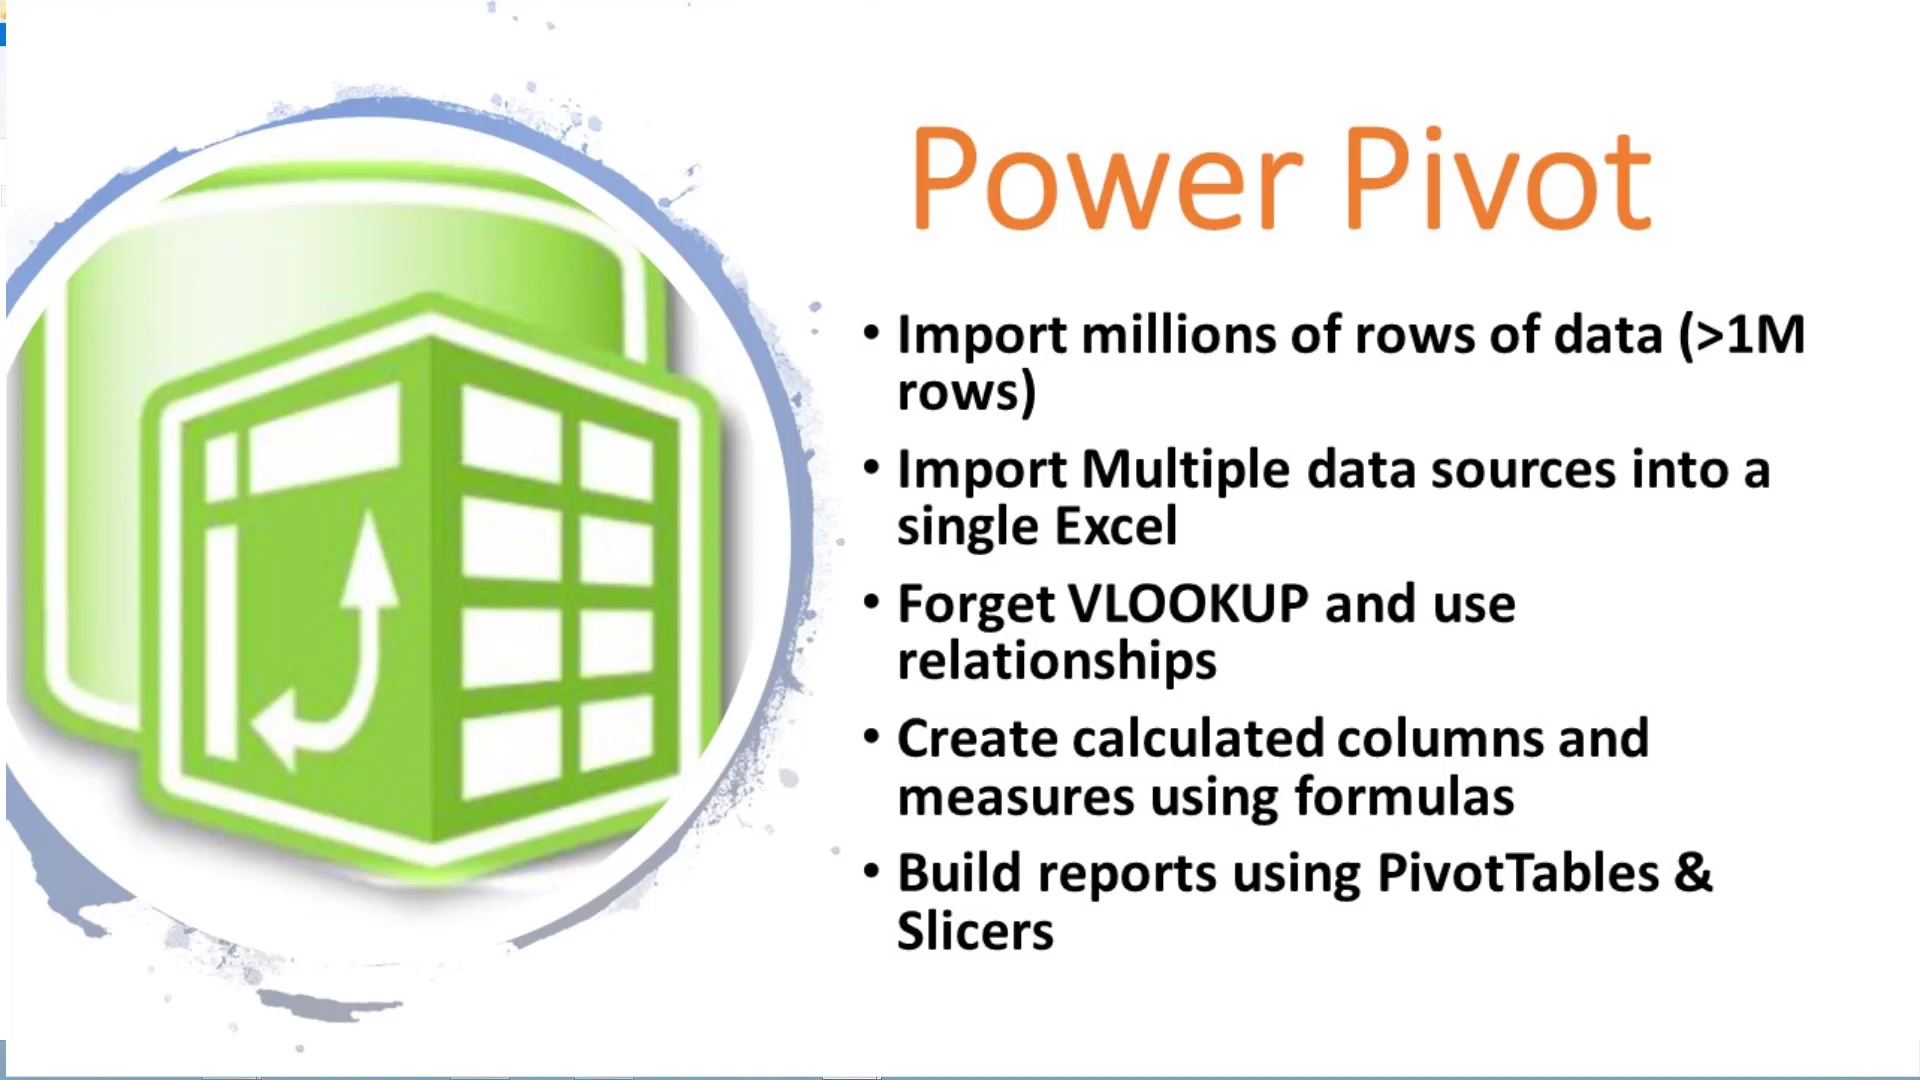 Power Pivot
• Import millions of rows of data (>1M
rows)
• Import Multiple data sources into a
single Excel
• Forget VLOOKUP and use
relationships
• Create calculated columns and
measures using formulas
• Build reports using PivotTables &
Slicers